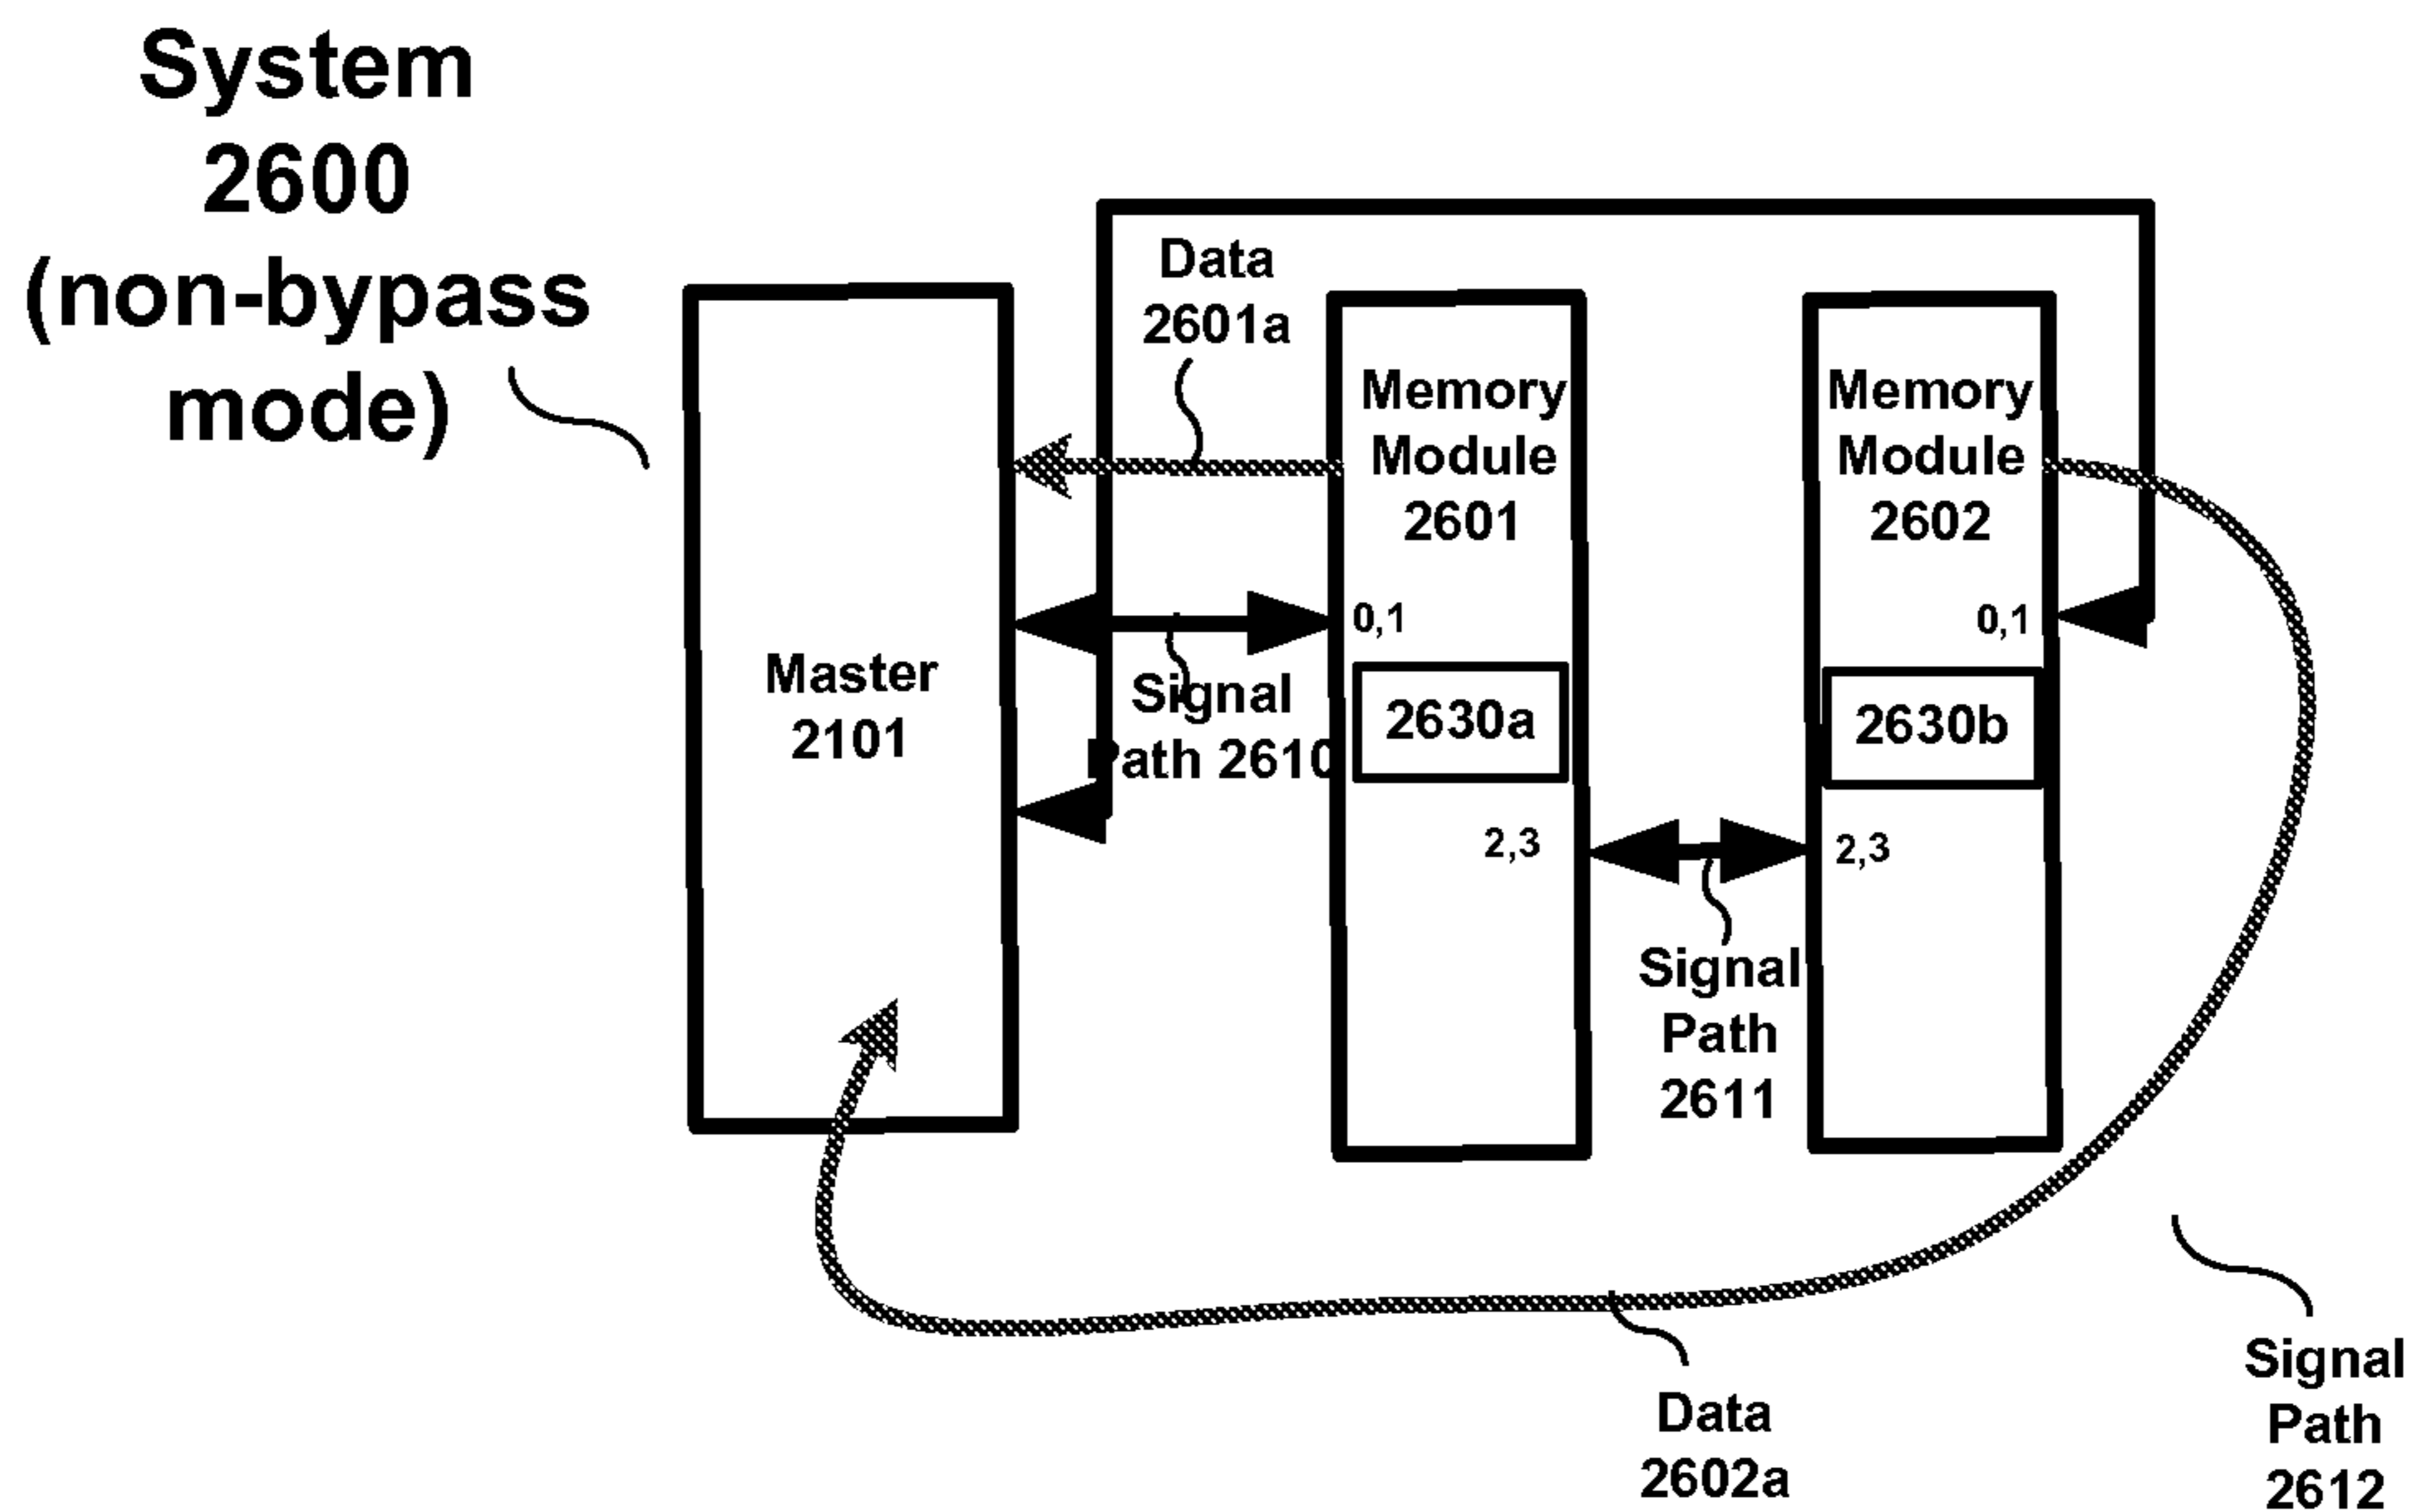 System
2600
(non-bypass
mode)
Data
2601a
Memory
Module
2601
Memory
Module
2602
0,1
0,1
Master
2101
Signal
Path 2610
2630a
2630b
2,3
2,3
Signal
Path
2611
Data
2602a
Signal
Path
2612